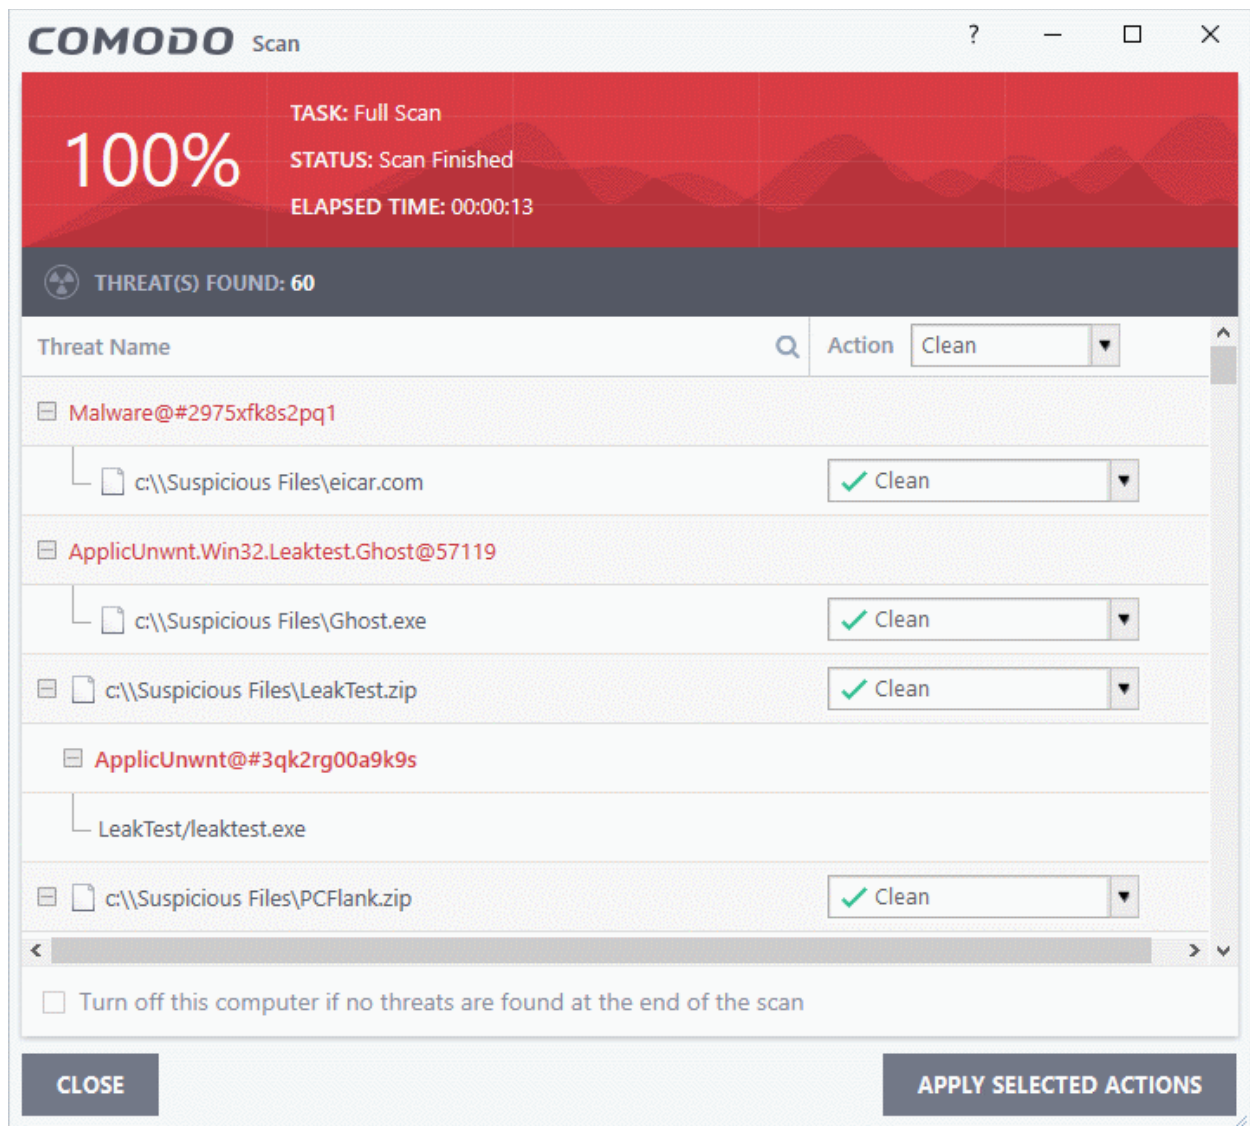 COMODO Scan ?
100%
TASK: Full Scan
STATUS: Scan Finished
ELAPSED TIME: 00:00:13
THREAT(S) FOUND: 60
Threat Name Action Clean
Malware@#2975xfk8s2pq1
c:\\Suspicious Files\eicar.com Clean
ApplicUnwnt.Win32.Leaktest.Ghost@57119
c:\\Suspicious Files\Ghost.exe Clean
c:\\Suspicious Files\LeakTest.zip Clean
ApplicUnwnt@#3qk2rg00a9k9s
LeakTest/leaktest.exe
c:\\Suspicious Files\PCFlank.zip Clean
Turn off this computer if no threats are found at the end of the scan
CLOSE APPLY SELECTED ACTIONS